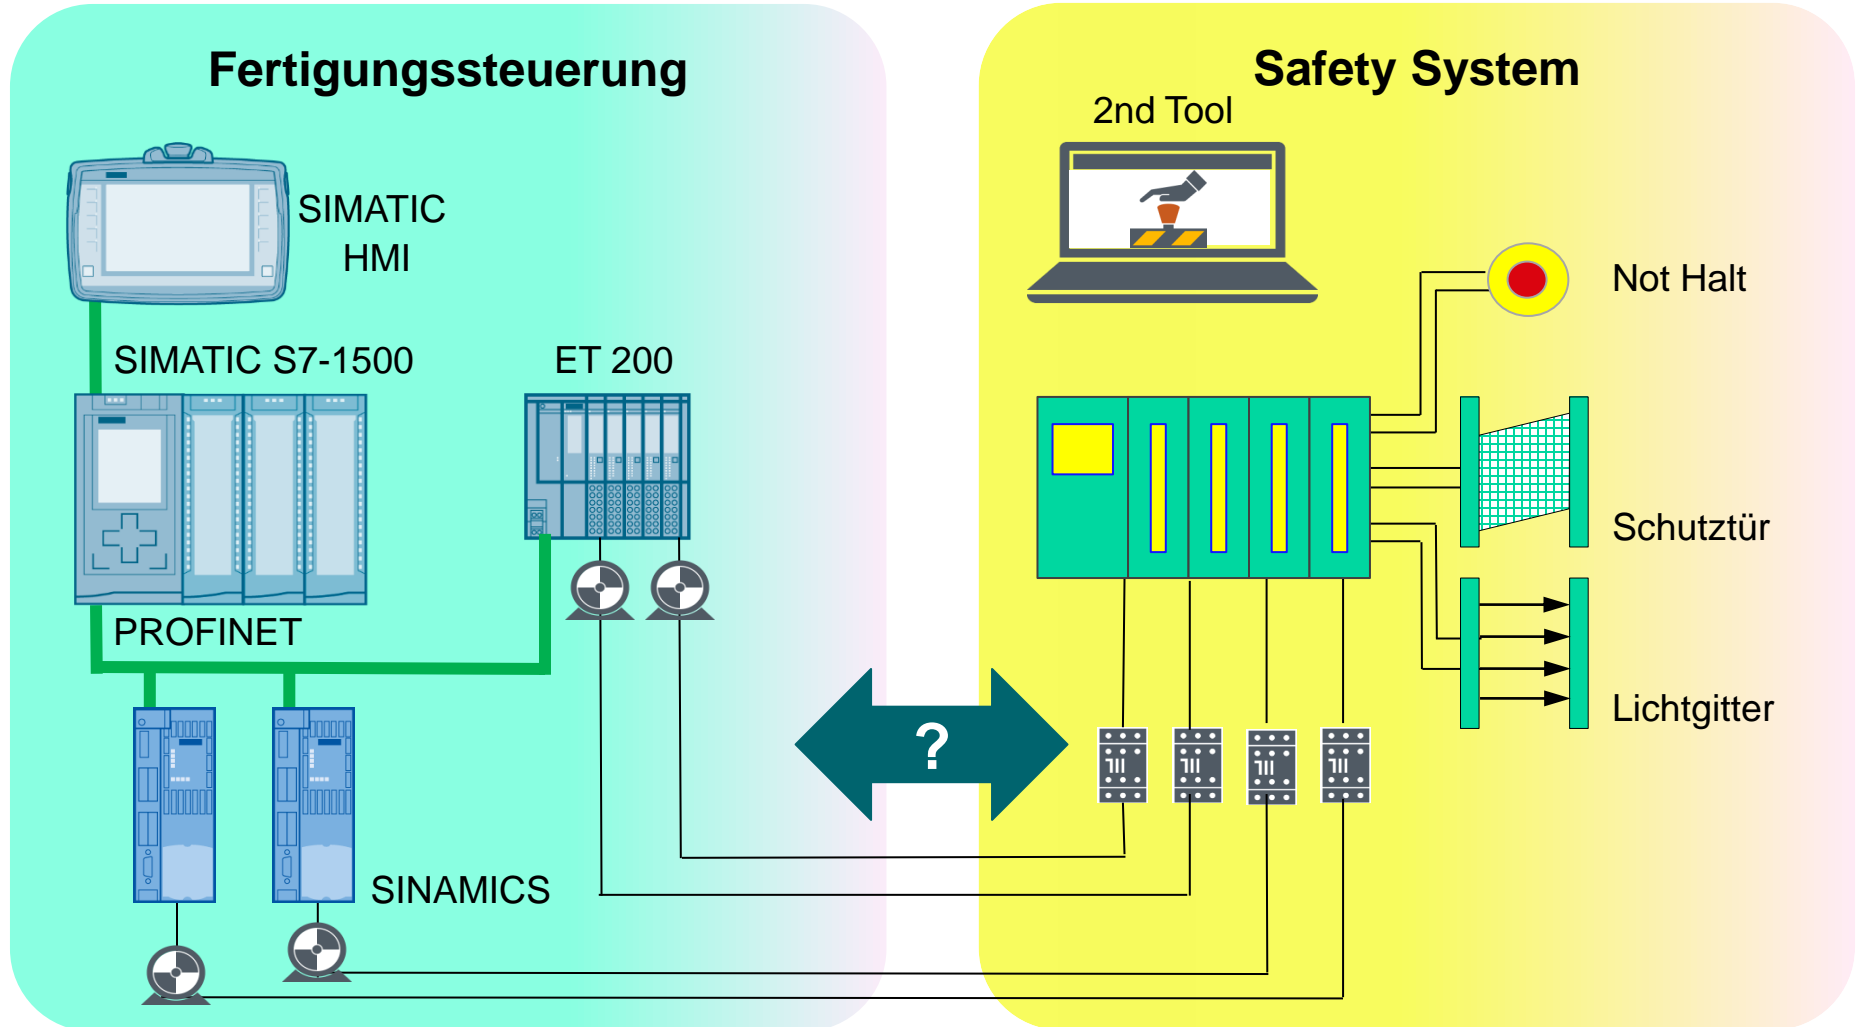 Fertigungssteuerung
SIMATIC
HMI
SIMATIC S7-1500
ET 200
PROFINET
SINAMICS
?
Safety System
2nd Tool
Not Halt
Schutztür
Lichtgitter